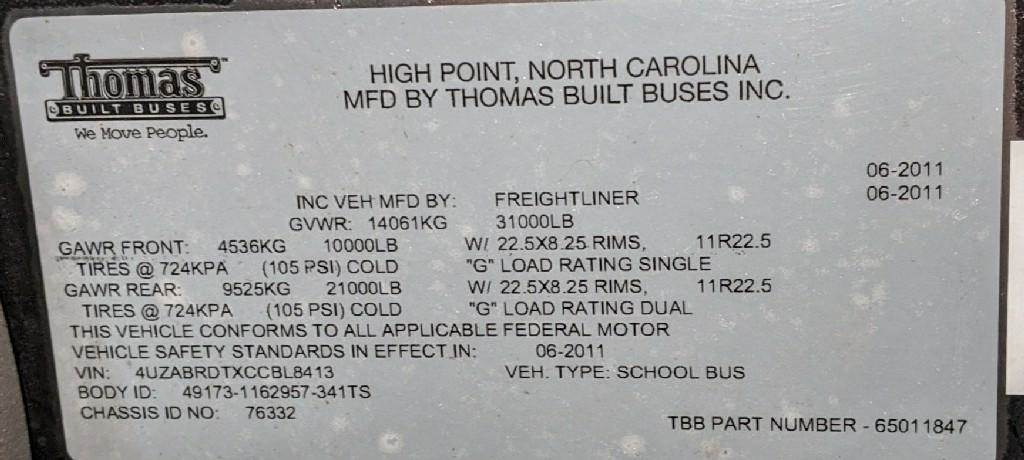 Thomas™
BUILT BUSES
We Move People.
HIGH POINT, NORTH CAROLINA
MFD BY THOMAS BUILT BUSES INC.
06-2011
INC VEH MFD BY: FREIGHTLINER 06-2011
GVWR: 14061KG 31000LB
GAWR FRONT: 4536KG 10000LB W/ 22.5X8.25 RIMS, 11R22.5
TIRES @ 724KPA (105 PSI) COLD "G" LOAD RATING SINGLE
GAWR REAR: 9525KG 21000LB W/ 22.5X8.25 RIMS, 11R22.5
TIRES @ 724KPA (105 PSI) COLD "G" LOAD RATING DUAL
THIS VEHICLE CONFORMS TO ALL APPLICABLE FEDERAL MOTOR
VEHICLE SAFETY STANDARDS IN EFFECT IN: 06-2011
VIN: 4UZABRDTXCCBL8413 VEH. TYPE: SCHOOL BUS
BODY ID: 49173-1162957-341TS
CHASSIS ID NO: 76332
TBB PART NUMBER - 65011847